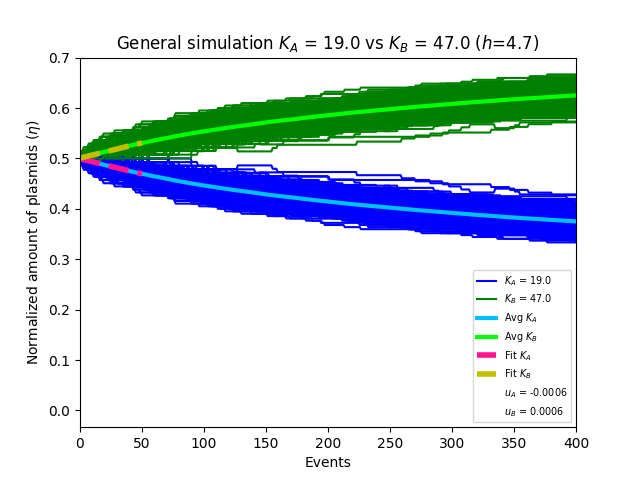 General simulation K_A = 19.0 vs K_B = 47.0 (h=4.7)
Normalized amount of plasmids (η)
0.7
0.6
0.5
0.4
0.3
0.2
0.1
0.0
K_A = 19.0
K_B = 47.0
Avg K_A
Avg K_B
Fit K_A
Fit K_B
u_A = -0.0006
u_B = 0.0006
0 50 100 150 200 250 300 350 400
Events